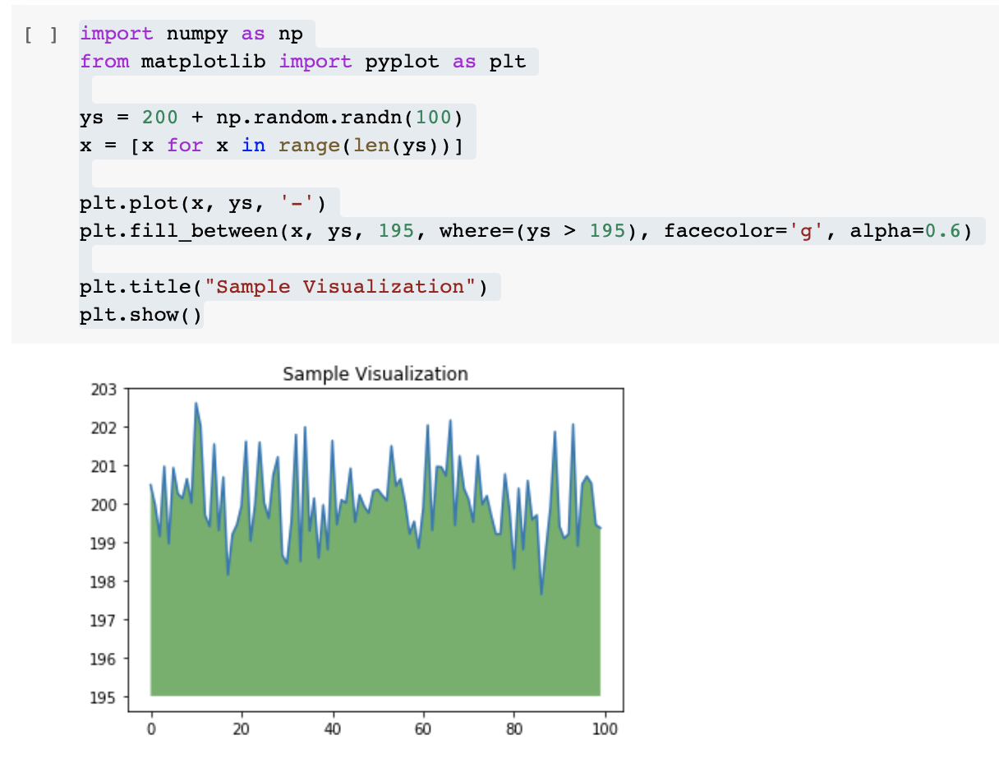 [ ] import numpy as np
from matplotlib import pyplot as plt
ys = 200 + np.random.randn(100)
x = [x for x in range(len(ys))]
plt.plot(x, ys, '-')
plt.fill_between(x, ys, 195, where=(ys > 195), facecolor='g', alpha=0.6)
plt.title("Sample Visualization")
plt.show()
Sample Visualization
203
202
201
200
199
198
197
196
195
0 20 40 60 80 100